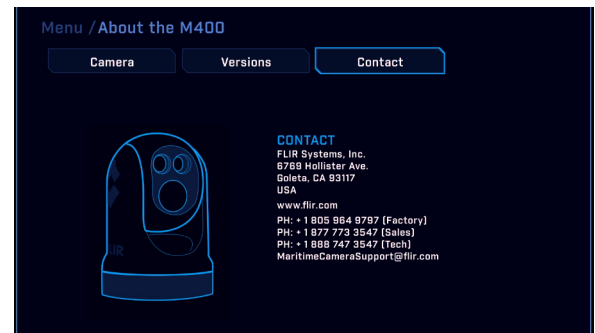 Menu / About the M400
Camera
Versions
Contact
CONTACT
FLIR Systems, Inc.
6769 Hollister Ave.
Goleta, CA 93117
USA
www.flir.com
PH: + 1 805 964 9797 (Factory)
PH: + 1 877 773 3547 (Sales)
PH: + 1 888 747 3547 (Tech)
MaritimeCameraSupport@flir.com
FLIR